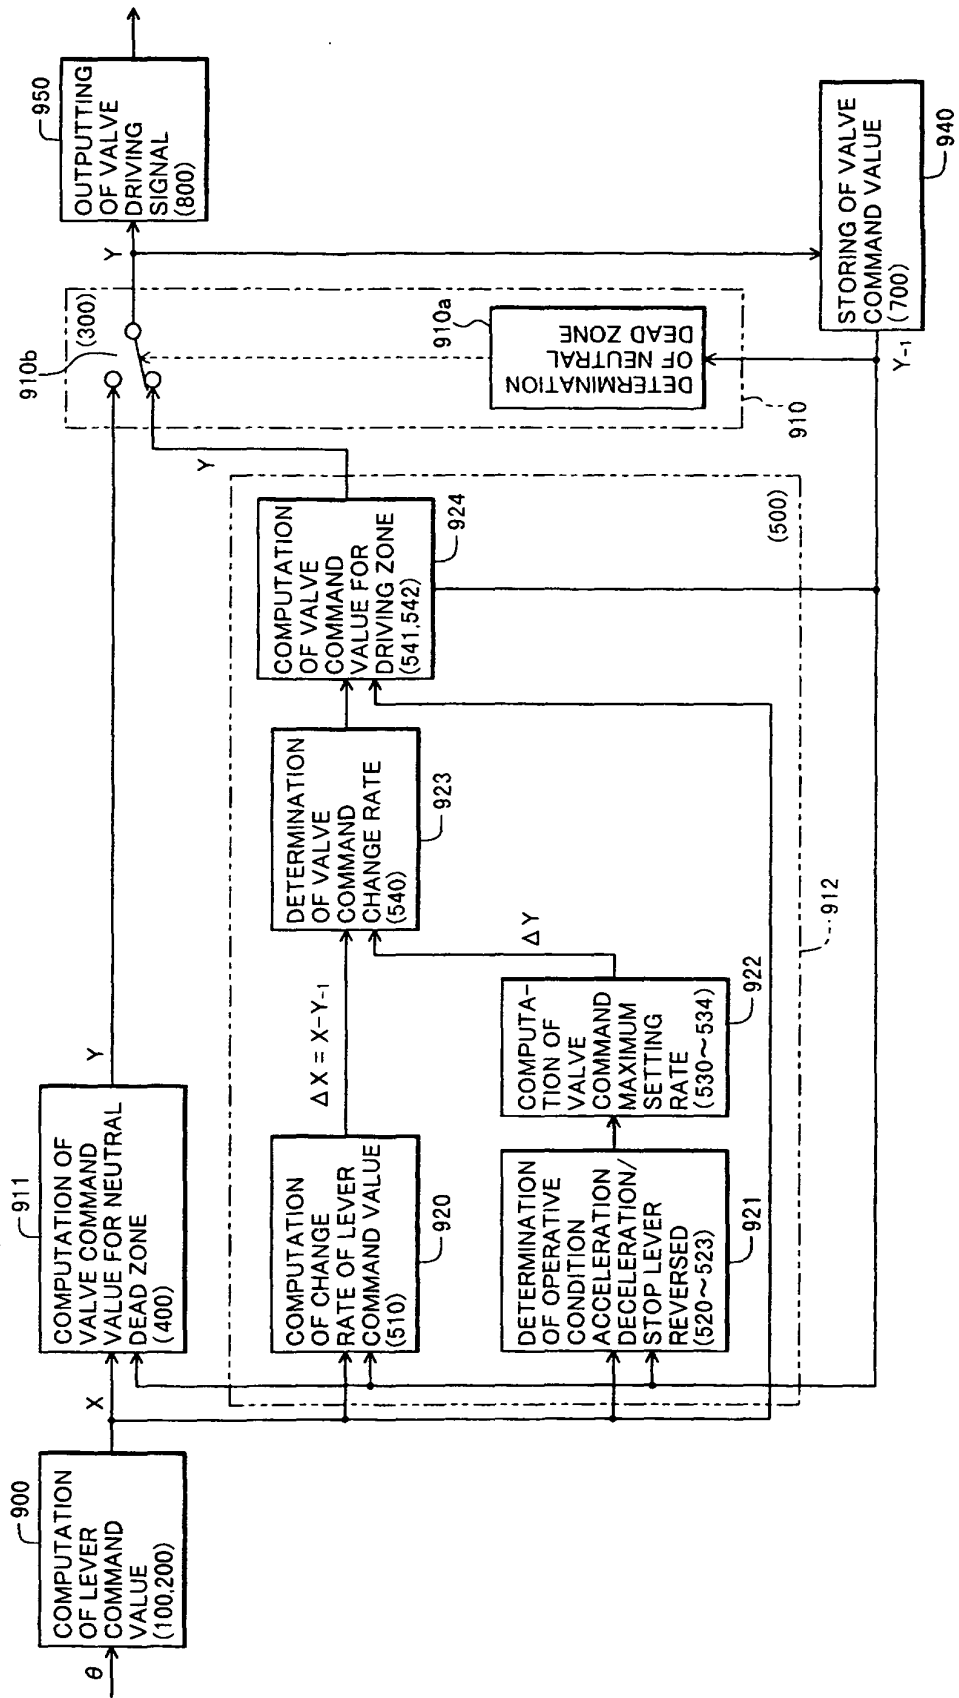 θ
900
COMPUTATION
OF LEVER
COMMAND
VALUE
(100,200)
X
911
COMPUTATION OF
VALVE COMMAND
VALUE FOR NEUTRAL
DEAD ZONE
(400)
Y
920
COMPUTATION
OF CHANGE
RATE OF LEVER
COMMAND VALUE
(510)
ΔX = X-Y-1
921
DETERMINATION
OF OPERATIVE
CONDITION
ACCELERATION/
DECELERATION/
STOP LEVER
REVERSED
(520~523)
922
COMPUTA-
TION OF
VALVE
COMMAND
MAXIMUM
SETTING
RATE
(530~534)
ΔY
923
DETERMINATION
OF VALVE
COMMAND
CHANGE RATE
(540)
924
COMPUTATION
OF VALVE
COMMAND
VALUE FOR
DRIVING ZONE
(541,542)
912
(500)
Y
910b
(300)
910a
DETERMINATION
OF NEUTRAL
DEAD ZONE
910
Y
950
OUTPUTTING
OF VALVE
DRIVING
SIGNAL
(800)
940
STORING OF VALVE
COMMAND VALUE
(700)
Y-1